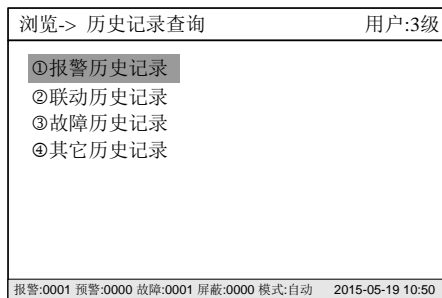 浏览-> 历史记录查询 用户:3级
①报警历史记录
②联动历史记录
③故障历史记录
④其它历史记录
报警:0001 预警:0000 故障:0001 屏蔽:0000 模式:自动 2015-05-19 10:50